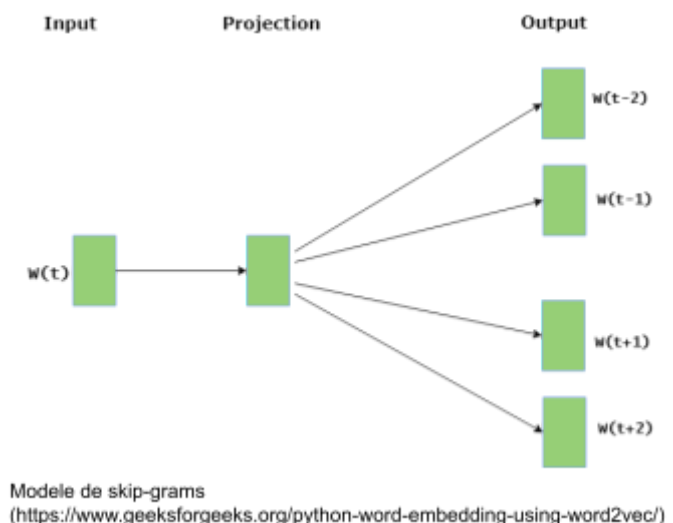 Input Projection Output
W(t-2)
W(t-1)
W(t)
W(t+1)
W(t+2)
Modele de skip-grams
(https://www.geeksforgeeks.org/python-word-embedding-using-word2vec/)